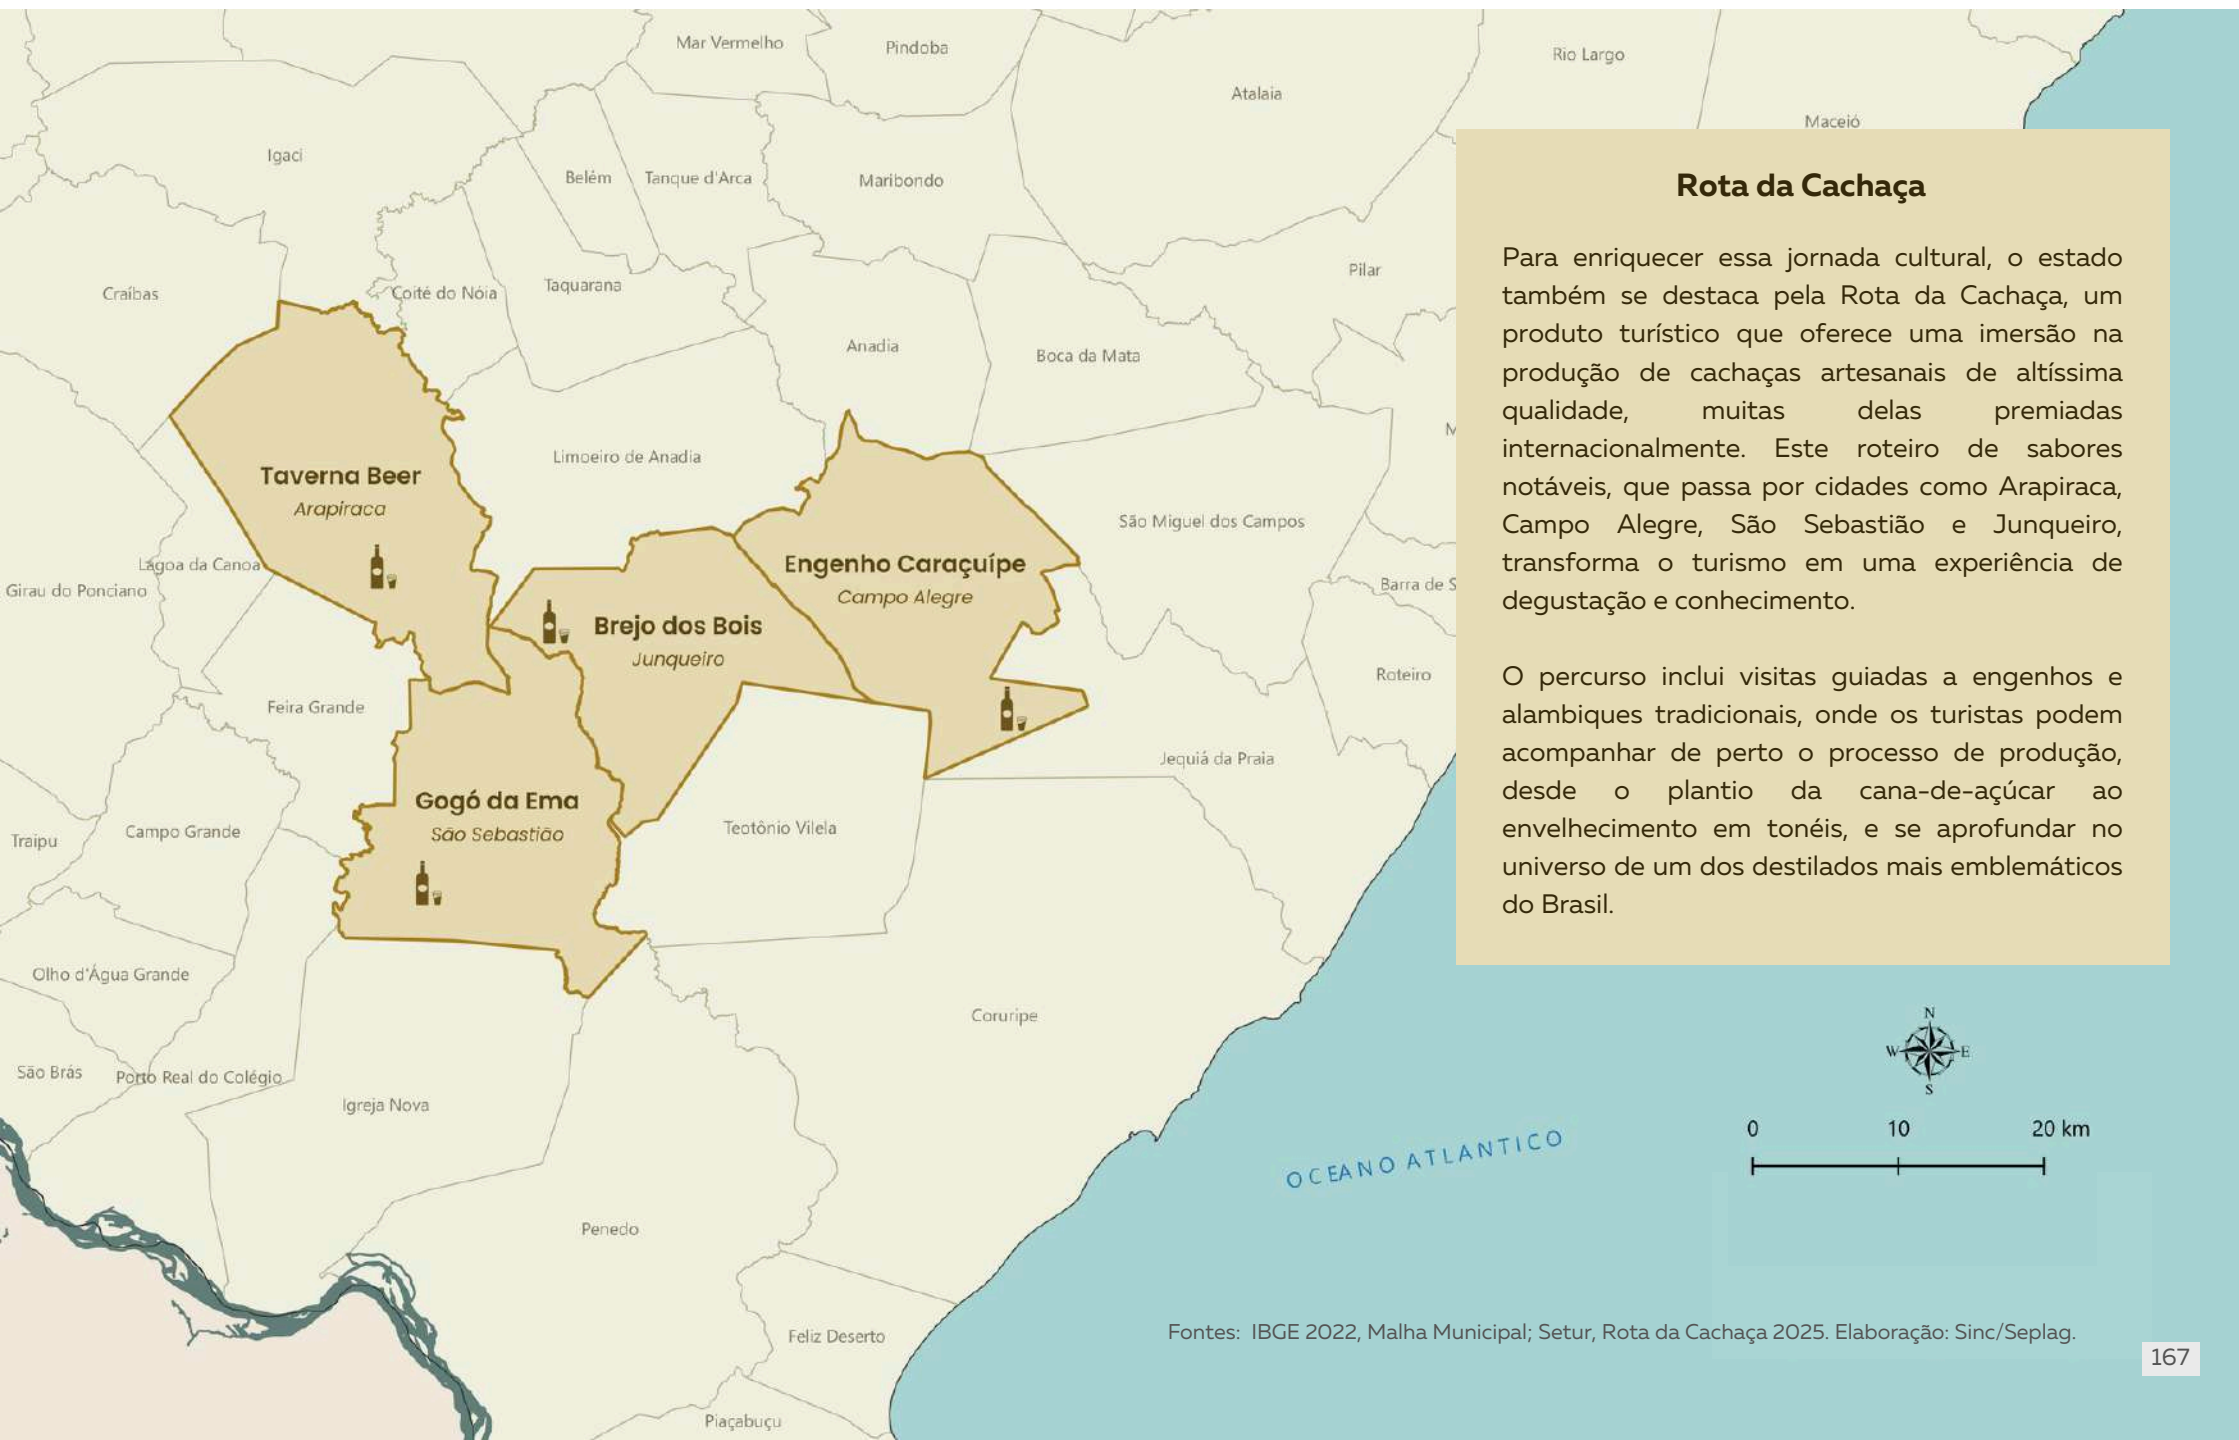 Mar Vermelho
Pindoba
Rio Largo
Atalaia
Maceió
Igaci
Belém
Tanque d'Arca
Maribondo
Craíbas
Coité do Nóia
Taquarana
Pilar
Anadia
Boca da Mata
Limoeiro de Anadia
Taverna Beer
Arapiraca
São Miguel dos Campos
M
Lagoa da Canoa
Girau do Ponciano
Engenho Caraçuípe
Campo Alegre
Barra de S
Brejo dos Bois
Junqueiro
Roteiro
Feira Grande
Jequiá da Praia
Gogó da Ema
São Sebastião
Teotônio Vilela
Traipu
Campo Grande
Olho d'Água Grande
Coruripe
São Brás
Porto Real do Colégio
Igreja Nova
Penedo
Feliz Deserto
Piaçabuçu
OCEANO ATLANTICO
Rota da Cachaça
Para enriquecer essa jornada cultural, o estado
também se destaca pela Rota da Cachaça, um
produto turístico que oferece uma imersão na
produção de cachaças artesanais de altíssima
qualidade, muitas delas premiadas
internacionalmente. Este roteiro de sabores
notáveis, que passa por cidades como Arapiraca,
Campo Alegre, São Sebastião e Junqueiro,
transforma o turismo em uma experiência de
degustação e conhecimento.
O percurso inclui visitas guiadas a engenhos e
alambiques tradicionais, onde os turistas podem
acompanhar de perto o processo de produção,
desde o plantio da cana-de-açúcar ao
envelhecimento em tonéis, e se aprofundar no
universo de um dos destilados mais emblemáticos
do Brasil.
N
W E
S
0 10 20 km
Fontes: IBGE 2022, Malha Municipal; Setur, Rota da Cachaça 2025. Elaboração: Sinc/Seplag.
167